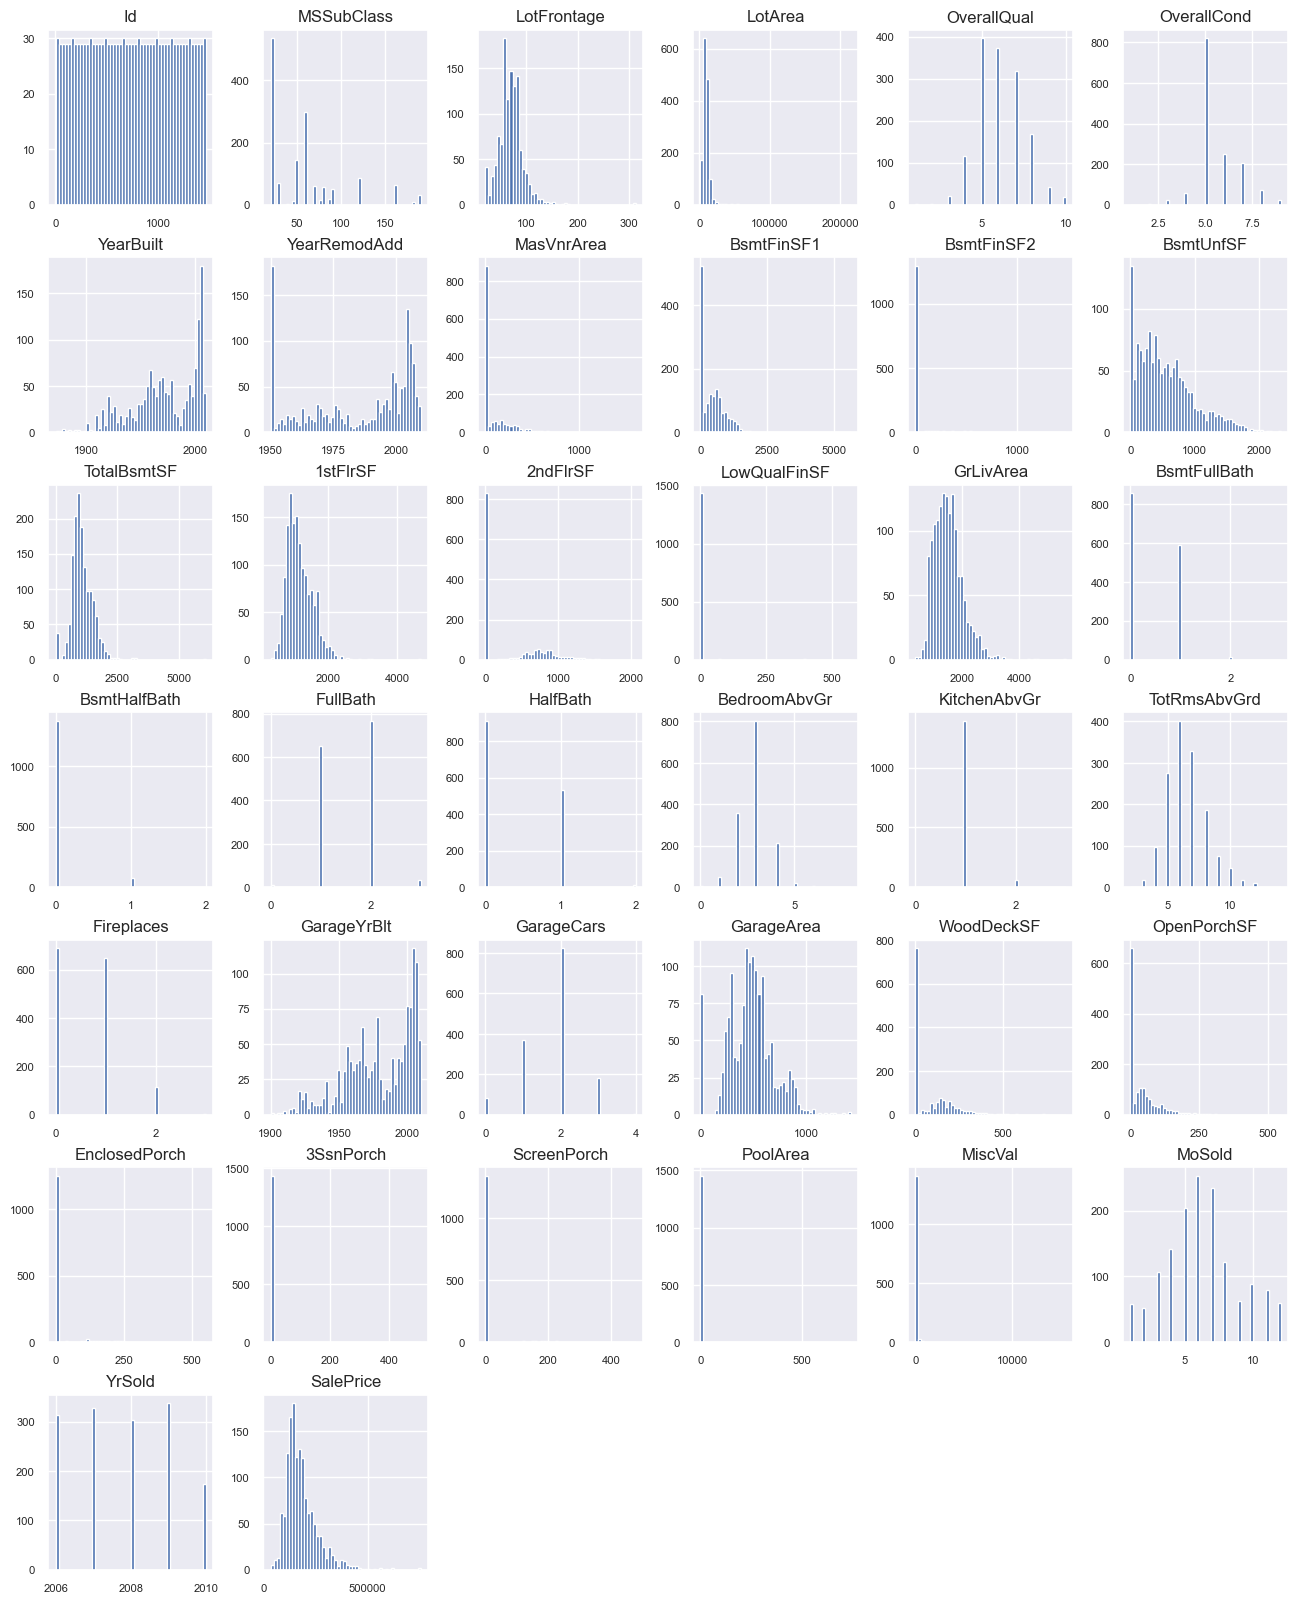 Id MSSubClass LotFrontage LotArea OverallQual OverallCond
30 20 10 0
400 200 0
150 100 50 0
600 400 200 0
400 300 200 100 0
800 600 400 200 0
0 1000 50 100 150 100 200 300 0 100000 200000 5 10 2.5 5.0 7.5
YearBuilt YearRemodAdd MasVnrArea BsmtFinSF1 BsmtFinSF2 BsmtUnfSF
150 100 50 0
150 100 50 0
800 600 400 200 0
400 200 0
1000 500 0
100 50 0
1900 2000 1950 1975 2000 0 1000 0 2500 5000 0 1000 0 1000 2000
TotalBsmtSF 1stFlrSF 2ndFlrSF LowQualFinSF GrLivArea BsmtFullBath
200 150 100 50 0
150 100 50 0
800 600 400 200 0
1500 1000 500 0
100 50 0
800 600 400 200 0
0 2500 5000 2000 4000 0 1000 2000 0 250 500 2000 4000 0 2
BsmtHalfBath FullBath HalfBath BedroomAbvGr KitchenAbvGr TotRmsAbvGrd
1000 500 0
800 600 400 200 0
800 600 400 200 0
800 600 400 200 0
1000 500 0
400 300 200 100 0
0 1 2 0 2 0 1 2 0 5 0 2 5 10
Fireplaces GarageYrBlt GarageCars GarageArea WoodDeckSF OpenPorchSF
600 400 200 0
100 75 50 25 0
800 600 400 200 0
100 75 50 25 0
800 600 400 200 0
600 400 200 0
0 2 1900 1950 2000 0 2 4 0 1000 0 500 0 250 500
EnclosedPorch 3SsnPorch ScreenPorch PoolArea MiscVal MoSold
1000 500 0
1500 1000 500 0
1000 500 0
1500 1000 500 0
1000 500 0
200 100 0
0 250 500 0 200 400 0 200 400 0 500 0 10000 5 10
YrSold SalePrice
300 200 100 0
150 100 50 0
2006 2008 2010 0 500000